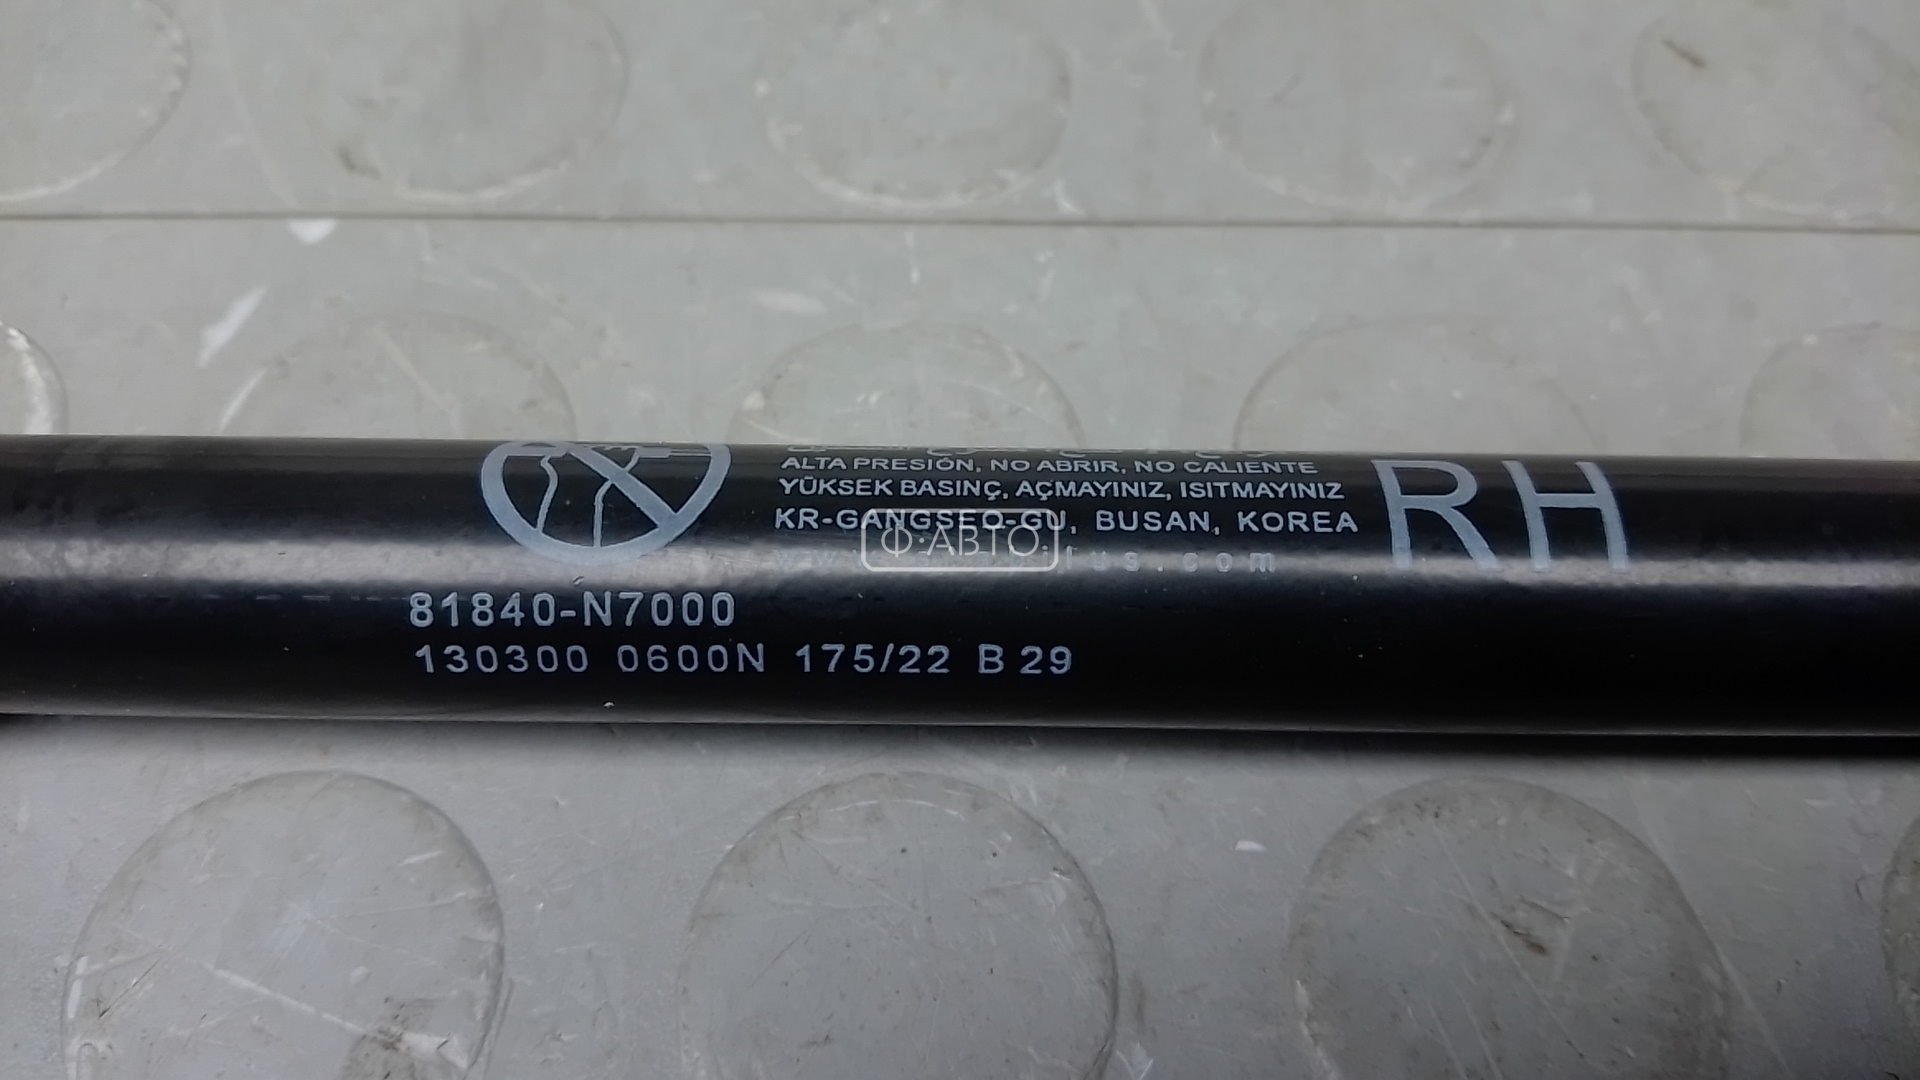 ALTA PRESIÓN, NO ABRIR, NO CALIENTE
YÜKSEK BASINÇ, AÇMAYINIZ, ISITMAYINIZ
KR-GANGSEO-GU, BUSAN, KOREA
RH
Ф·АВТО
81840-N7000
130300 0600N 175/22 B 29